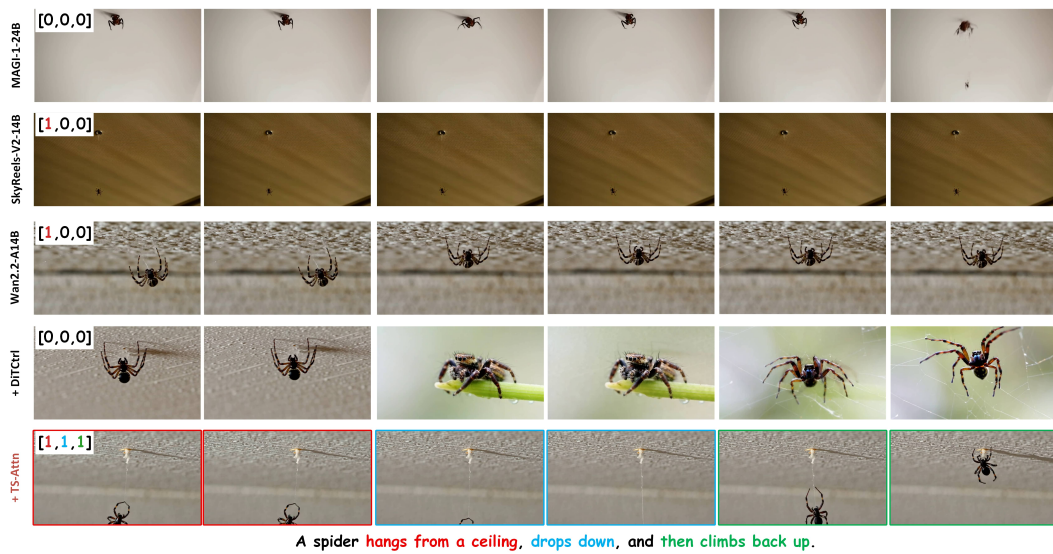 MAGI-1-24B
[0,0,0]
SkyReels-V2-14B
[1,0,0]
Wan2.2-A14B
[1,0,0]
+ DiTCtrl
[0,0,0]
+ TS-Attn
[1,1,1]
A spider hangs from a ceiling, drops down, and then climbs back up.